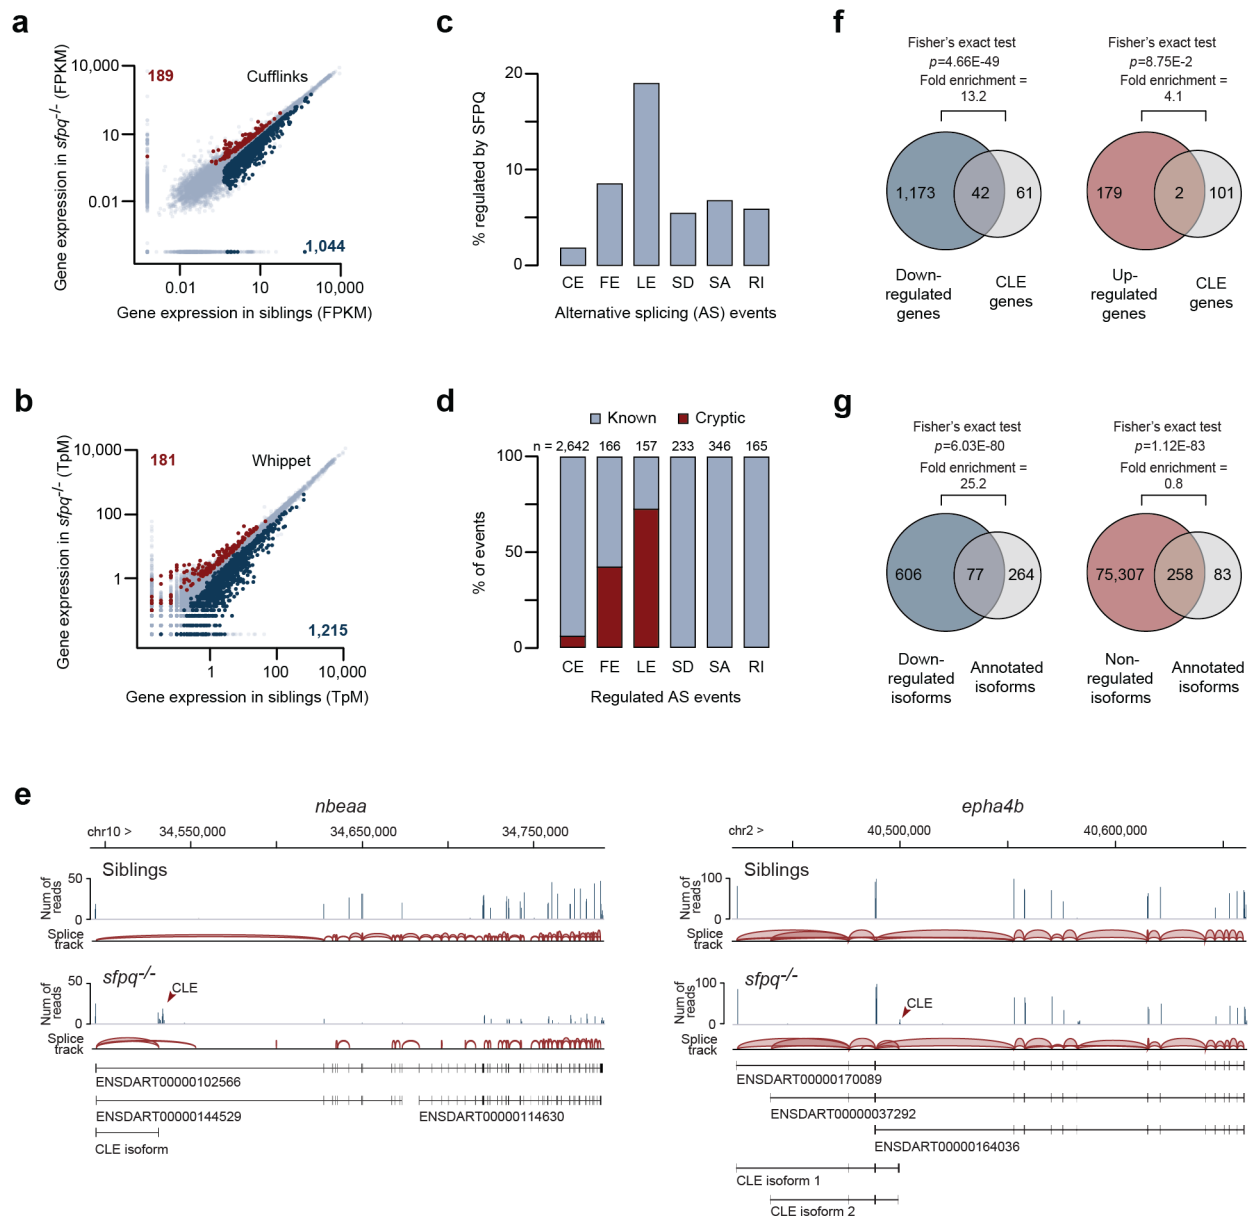 a
Gene expression in sfpq-/- (FPKM)
10,000
10
0.01
189
Cufflinks
1,044
0.01
10
10,000
Gene expression in siblings (FPKM)
b
Gene expression in sfpq-/- (TpM)
10,000
100
1
181
Whippet
1,215
1
100
10,000
Gene expression in siblings (TpM)
c
% regulated by SFPQ
20
10
0
CE FE LE SD SA RI
Alternative splicing (AS) events
d
Known Cryptic
n = 2,642 166 157 233 346 165
% of events
100
50
0
CE FE LE SD SA RI
Regulated AS events
f
Fisher's exact test
p=4.66E-49
Fold enrichment =
13.2
1,173
42
61
Down-
regulated
genes
CLE
genes
Fisher's exact test
p=8.75E-2
Fold enrichment =
4.1
179
2
101
Up-
regulated
genes
CLE
genes
g
Fisher's exact test
p=6.03E-80
Fold enrichment =
25.2
606
77
264
Down-
regulated
isoforms
Annotated
isoforms
Fisher's exact test
p=1.12E-83
Fold enrichment =
0.8
75,307
258
83
Non-
regulated
isoforms
Annotated
isoforms
e
nbeaa
chr10 > 34,550,000 34,650,000 34,750,000
Siblings
Num of
reads
50
0
Splice
track
sfpq-/-
CLE
Num of
reads
50
0
Splice
track
ENSDART00000102566
ENSDART00000144529
ENSDART00000114630
CLE isoform
epha4b
chr2 > 40,500,000 40,600,000
Siblings
Num of
reads
100
0
Splice
track
sfpq-/-
CLE
Num of
reads
100
0
Splice
track
ENSDART00000170089
ENSDART00000037292
ENSDART00000164036
CLE isoform 1
CLE isoform 2